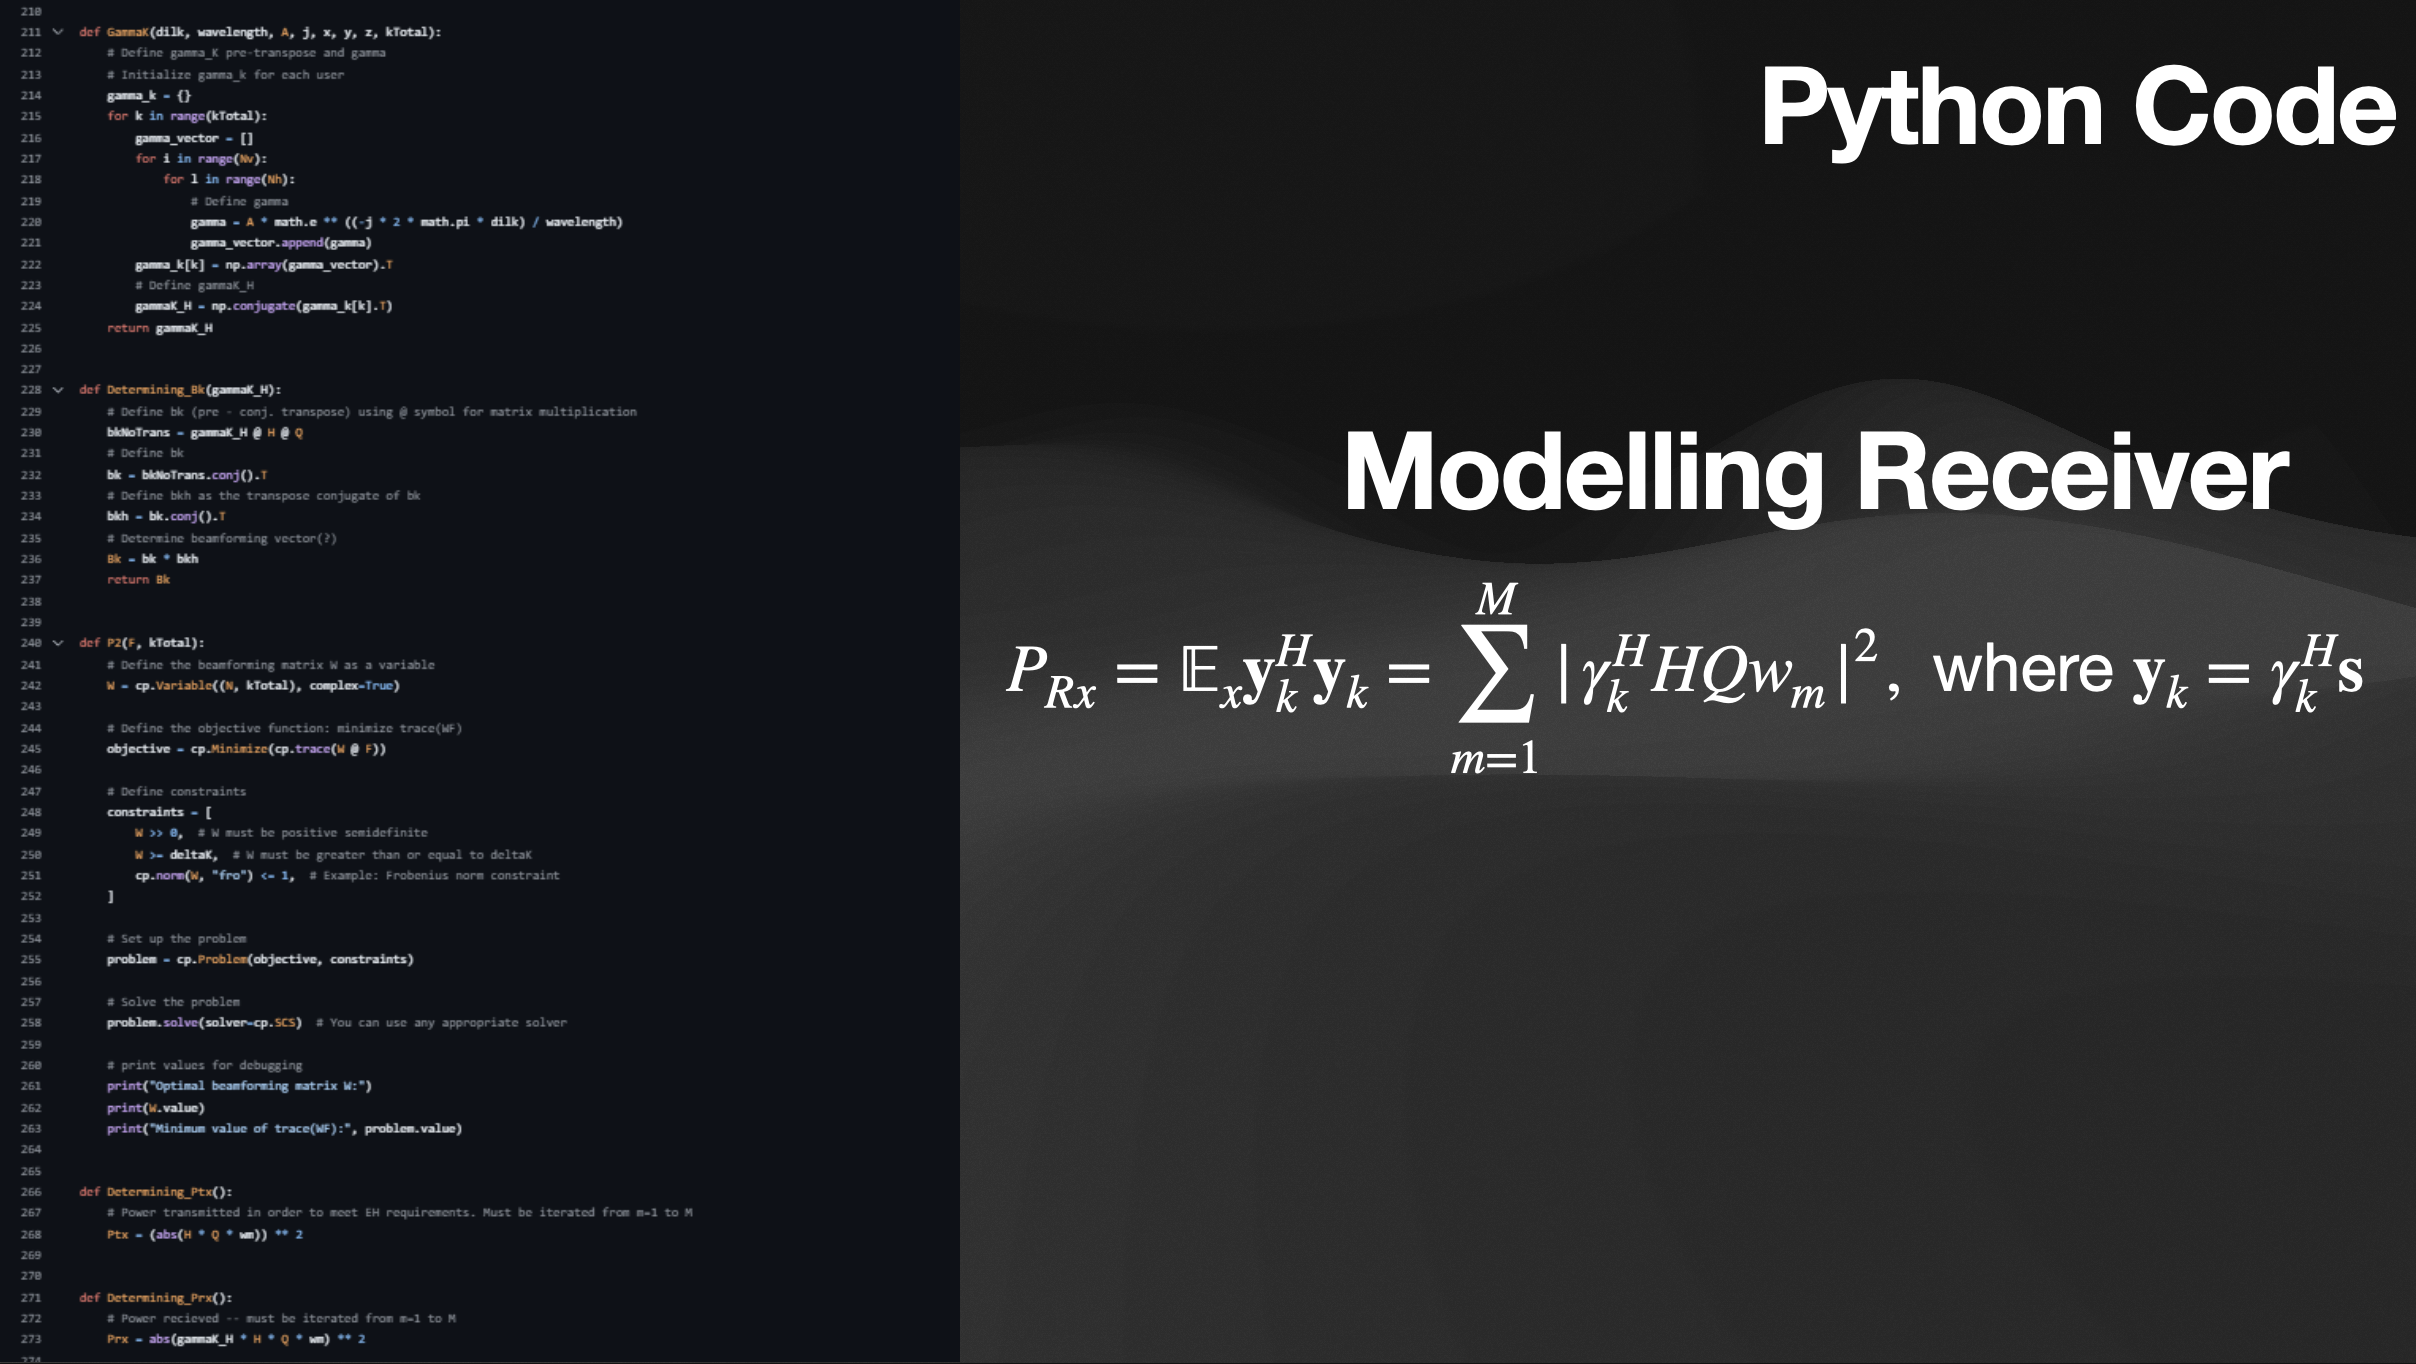 210
211 def GammaK(dilk, wavelength, A, j, x, y, z, kTotal):
212 # Define gamma_K pre-transpose and gamma
213 # Initialize gamma_k for each user
214 gamma_k = {}
215 for k in range(kTotal):
216 gamma_vector = []
217 for i in range(Nv):
218 for l in range(Nh):
219 # Define gamma
220 gamma = A * math.e ** ((-j * 2 * math.pi * dilk) / wavelength)
221 gamma_vector.append(gamma)
222 gamma_k[k] = np.array(gamma_vector).T
223 # Define gammaK_H
224 gammaK_H = np.conjugate(gamma_k[k].T)
225 return gammaK_H
226
227
228 def Determining_Bk(gammaK_H):
229 # Define bk (pre - conj. transpose) using @ symbol for matrix multiplication
230 bkNoTrans = gammaK_H @ H @ Q
231 # Define bk
232 bk = bkNoTrans.conj().T
233 # Define bkh as the transpose conjugate of bk
234 bkh = bk.conj().T
235 # Determine beamforming vector(?)
236 Bk = bk * bkh
237 return Bk
238
239
240 def P2(F, kTotal):
241 # Define the beamforming matrix W as a variable
242 W = cp.Variable((N, kTotal), complex=True)
243
244 # Define the objective function: minimize trace(WF)
245 objective = cp.Minimize(cp.trace(W @ F))
246
247 # Define constraints
248 constraints = [
249 W >> 0, # W must be positive semidefinite
250 W >= deltaK, # W must be greater than or equal to deltaK
251 cp.norm(W, "fro") <= 1, # Example: Frobenius norm constraint
252 ]
253
254 # Set up the problem
255 problem = cp.Problem(objective, constraints)
256
257 # Solve the problem
258 problem.solve(solver=cp.SCS) # You can use any appropriate solver
259
260 # print values for debugging
261 print("Optimal beamforming matrix W:")
262 print(W.value)
263 print("Minimum value of trace(WF):", problem.value)
264
265
266 def Determining_Ptx():
267 # Power transmitted in order to meet EH requirements. Must be iterated from m=1 to M
268 Ptx = (abs(H * Q * wm)) ** 2
269
270
271 def Determining_Prx():
272 # Power recieved -- must be iterated from m=1 to M
273 Prx = abs(gammaK_H * H * Q * wm) ** 2
274
Python Code
Modelling Receiver
P_{Rx} = 𝔼_x y_k^H y_k = ∑_{m=1}^{M} |γ_k^H HQw_m|^2, where y_k = γ_k^H s